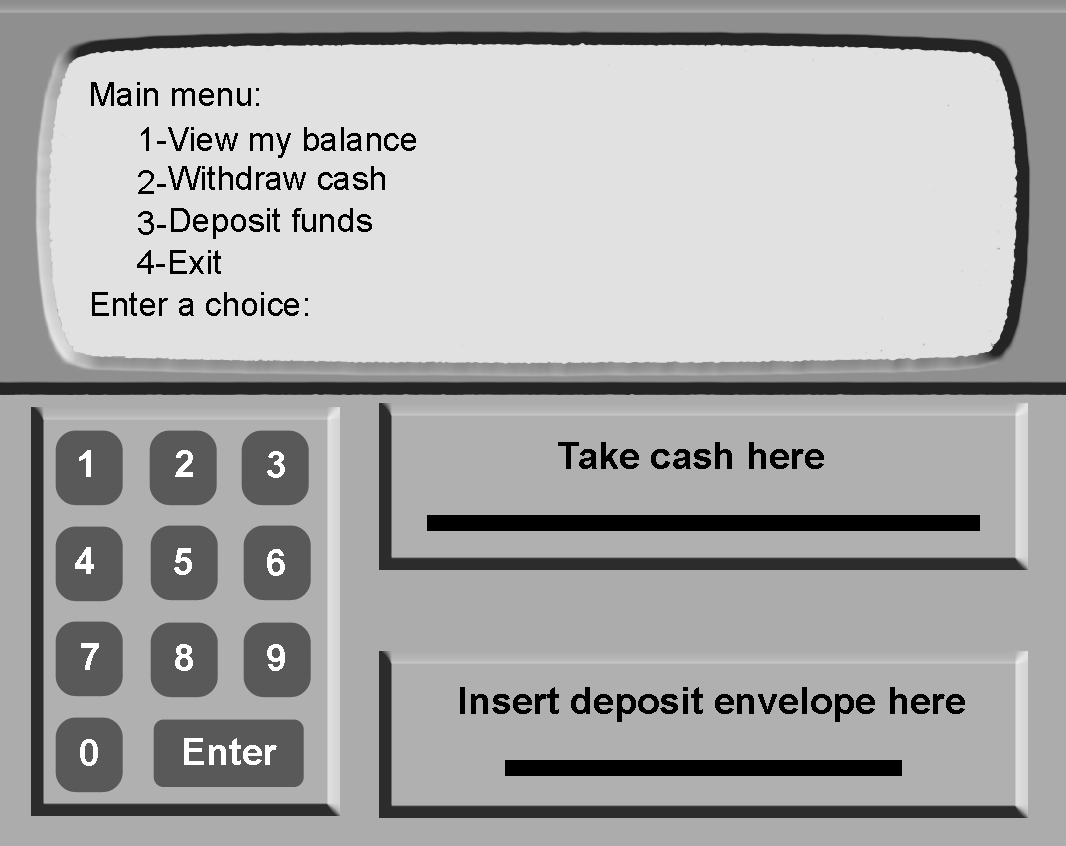 Main menu:
1-View my balance
2-Withdraw cash
3-Deposit funds
4-Exit
Enter a choice:
1 2 3
4 5 6
7 8 9
0 Enter
Take cash here
Insert deposit envelope here